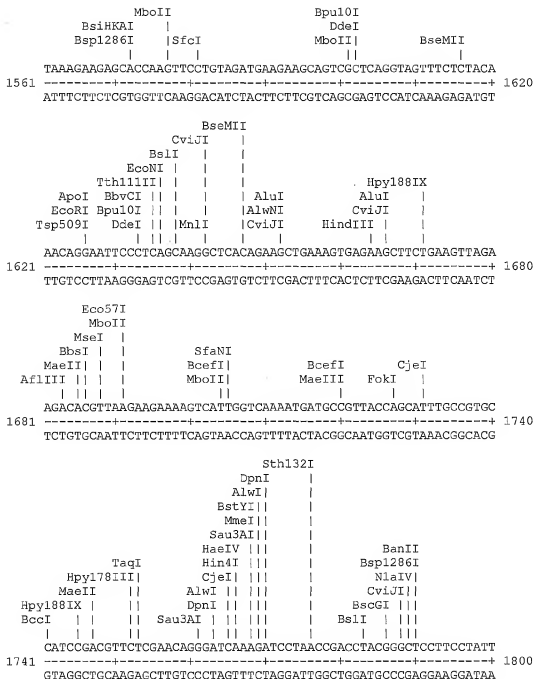 MboII Bpu10I
BsiHKAI DdeI
Bsp1286I SfcI MboII BseMII
TAAAGAAGAGCACCAAGTTCCTGTAGATGAAGAAGCAGTCGCTCAGGTAGTTTCTCTACA
1561 ---------+---------+---------+---------+---------+---------+ 1620
ATTTCTTCTCGTGGTTCAAGGACATCTACTTCTTCGTCAGCGAGTCCATCAAAGAGATGT
BseMII
CviJI
BslI
EcoNI
Tth111II Hpy188IX
ApoI BbvCI AluI AluI
EcoRI Bpu10I AlwNI CviJI
Tsp509I DdeI MnlI CviJI HindIII
AACAGGAATTCCCTCAGCAAGGCTCACAGAAGCTGAAAGTGAGAAGCTTCTGAAGTTAGA
1621 ---------+---------+---------+---------+---------+---------+ 1680
TTGTCCTTAAGGGAGTCGTTCCGAGTGTCTTCGACTTTCACTCTTCGAAGACTTCAATCT
Eco57I
MboII
MseI
BbsI SfaNI
MaeII BcefI BcefI CjeI
AflIII MboII MaeIII FokI
AGACACGTTAAGAAGAAAAGTCATTGGTCAAAATGATGCCGTTACCAGCATTTGCCGTGC
1681 ---------+---------+---------+---------+---------+---------+ 1740
TCTGTGCAATTCTTCTTTTCAGTAACCAGTTTTACTACGGCAATGGTCGTAAACGGCACG
Sth132I
DpnI
AlwI
BstYI
MmeI
Sau3AI
HaeIV BanII
TaqI Hin4I Bsp1286I
Hpy178III CjeI NlaIV
MaeII AlwI CviJI
Hpy188IX DpnI BscGI
BccI Sau3AI BslI
CATCCGACGTTCTCGAACAGGGATCAAAGATCCTAACCGACCTACGGGCTCCTTCCTATT
1741 ---------+---------+---------+---------+---------+---------+ 1800
GTAGGCTGCAAGAGCTTGTCCCTAGTTTCTAGGATTGGCTGGATGCCCGAGGAAGGATAA